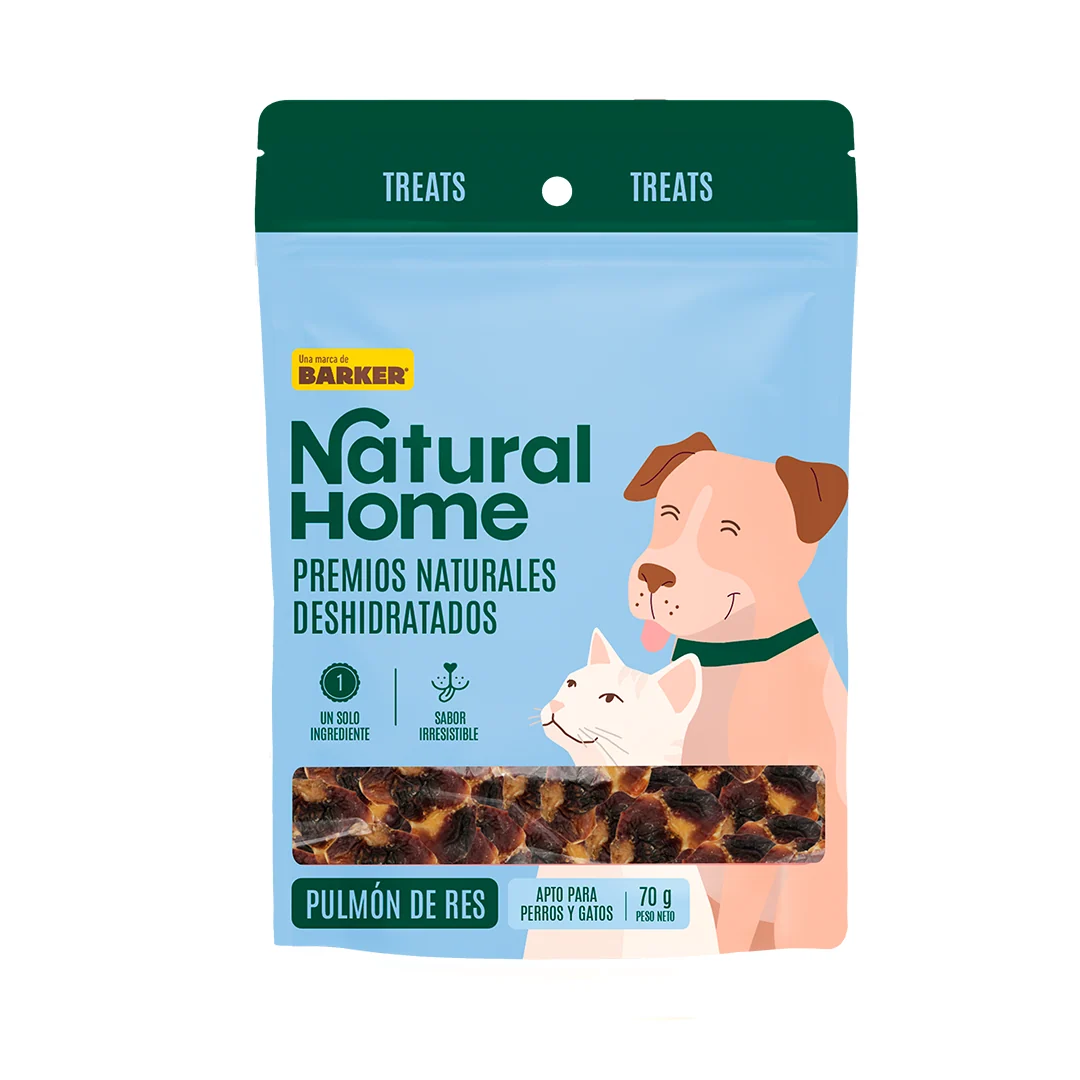 TREATS TREATS
Una marca de
BARKER®
Natural
Home
PREMIOS NATURALES
DESHIDRATADOS
1
UN SOLO
INGREDIENTE
SABOR
IRRESISTIBLE
PULMÓN DE RES
APTO PARA
PERROS Y GATOS
70 g
PESO NETO